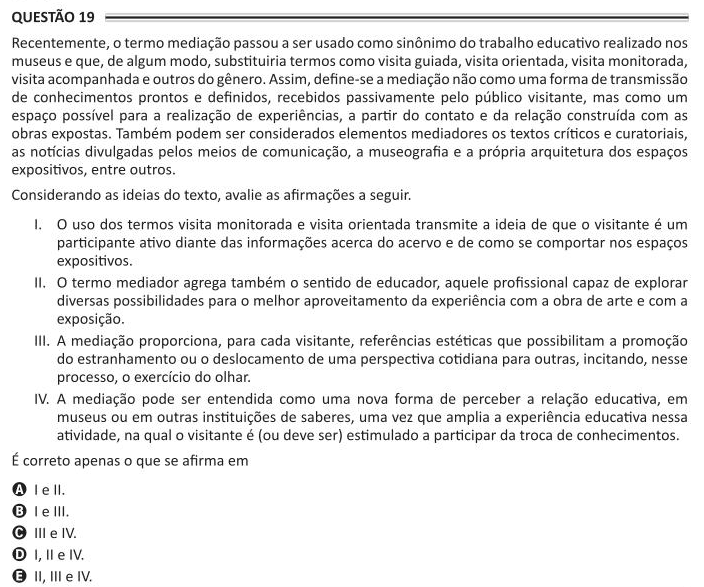 QUESTÃO 19
Recentemente, o termo mediação passou a ser usado como sinônimo do trabalho educativo realizado nos
museus e que, de algum modo, substituiria termos como visita guiada, visita orientada, visita monitorada,
visita acompanhada e outros do gênero. Assim, define-se a mediação não como uma forma de transmissão
de conhecimentos prontos e definidos, recebidos passivamente pelo público visitante, mas como um
espaço possível para a realização de experiências, a partir do contato e da relação construída com as
obras expostas. Também podem ser considerados elementos mediadores os textos críticos e curatoriais,
as notícias divulgadas pelos meios de comunicação, a museografia e a própria arquitetura dos espaços
expositivos, entre outros.
Considerando as ideias do texto, avalie as afirmações a seguir.
I. O uso dos termos visita monitorada e visita orientada transmite a ideia de que o visitante é um
participante ativo diante das informações acerca do acervo e de como se comportar nos espaços
expositivos.
II. O termo mediador agrega também o sentido de educador, aquele profissional capaz de explorar
diversas possibilidades para o melhor aproveitamento da experiência com a obra de arte e com a
exposição.
III. A mediação proporciona, para cada visitante, referências estéticas que possibilitam a promoção
do estranhamento ou o deslocamento de uma perspectiva cotidiana para outras, incitando, nesse
processo, o exercício do olhar.
IV. A mediação pode ser entendida como uma nova forma de perceber a relação educativa, em
museus ou em outras instituições de saberes, uma vez que amplia a experiência educativa nessa
atividade, na qual o visitante é (ou deve ser) estimulado a participar da troca de conhecimentos.
É correto apenas o que se afirma em
A I e II.
B I e III.
C III e IV.
D I, II e IV.
E II, III e IV.